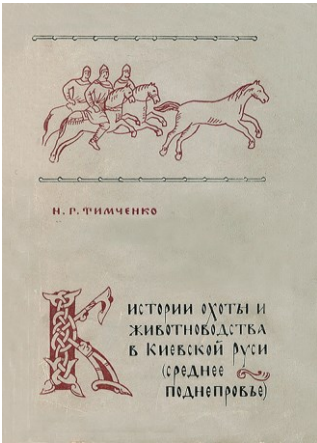 Н. Г. ТИМЧЕНКО
К ИСТОРИИ ОХОТЫ И
ЖИВОТНОВОДСТВА
В КИЕВСКОЙ РУСИ
(СРЕДНЕЕ
ПОДНЕПРОВЬЕ)